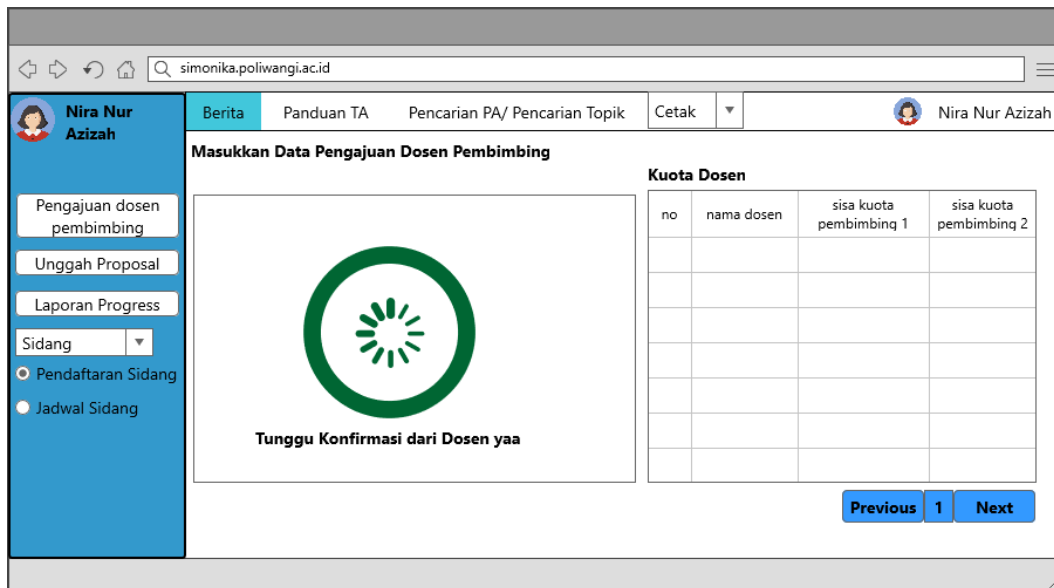 simonika.poliwangi.ac.id
Nira Nur
Azizah
Berita
Panduan TA
Pencarian PA/ Pencarian Topik
Cetak
Nira Nur Azizah
Pengajuan dosen
pembimbing
Unggah Proposal
Laporan Progress
Sidang
Pendaftaran Sidang
Jadwal Sidang
Masukkan Data Pengajuan Dosen Pembimbing
Tunggu Konfirmasi dari Dosen yaa
Kuota Dosen
no
nama dosen
sisa kuota
pembimbing 1
sisa kuota
pembimbing 2
Previous
1
Next